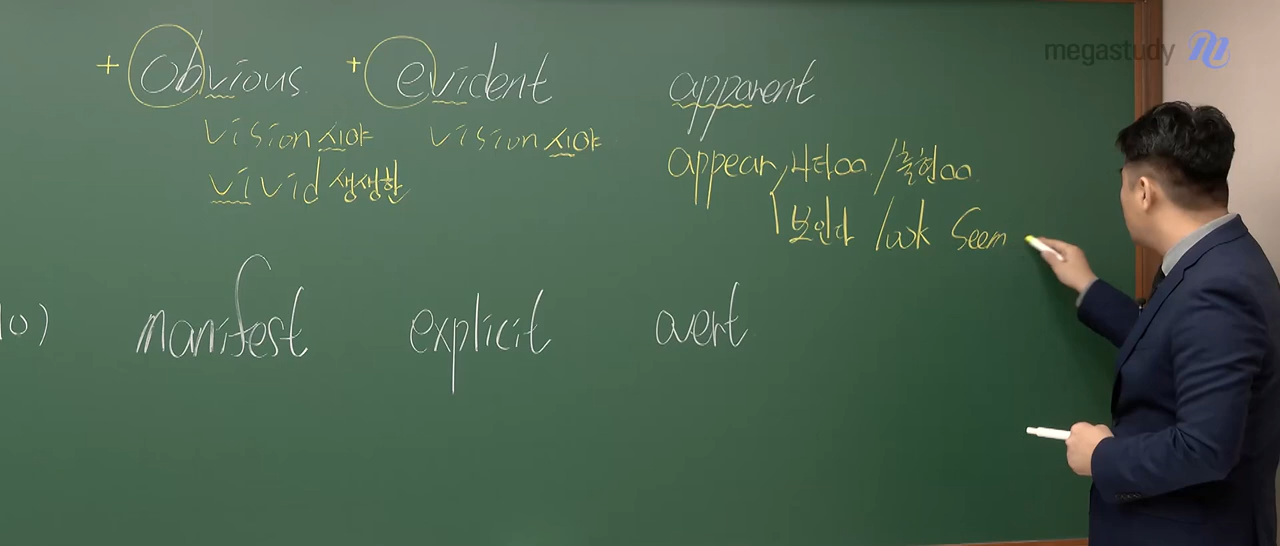 megastudy
+ obvious + evident apparent
vision 시야 vision 시야
vivid 생생한
appear, 나타oo. / 출현oo.
보인다 look Seem
10) manifest explicit overt